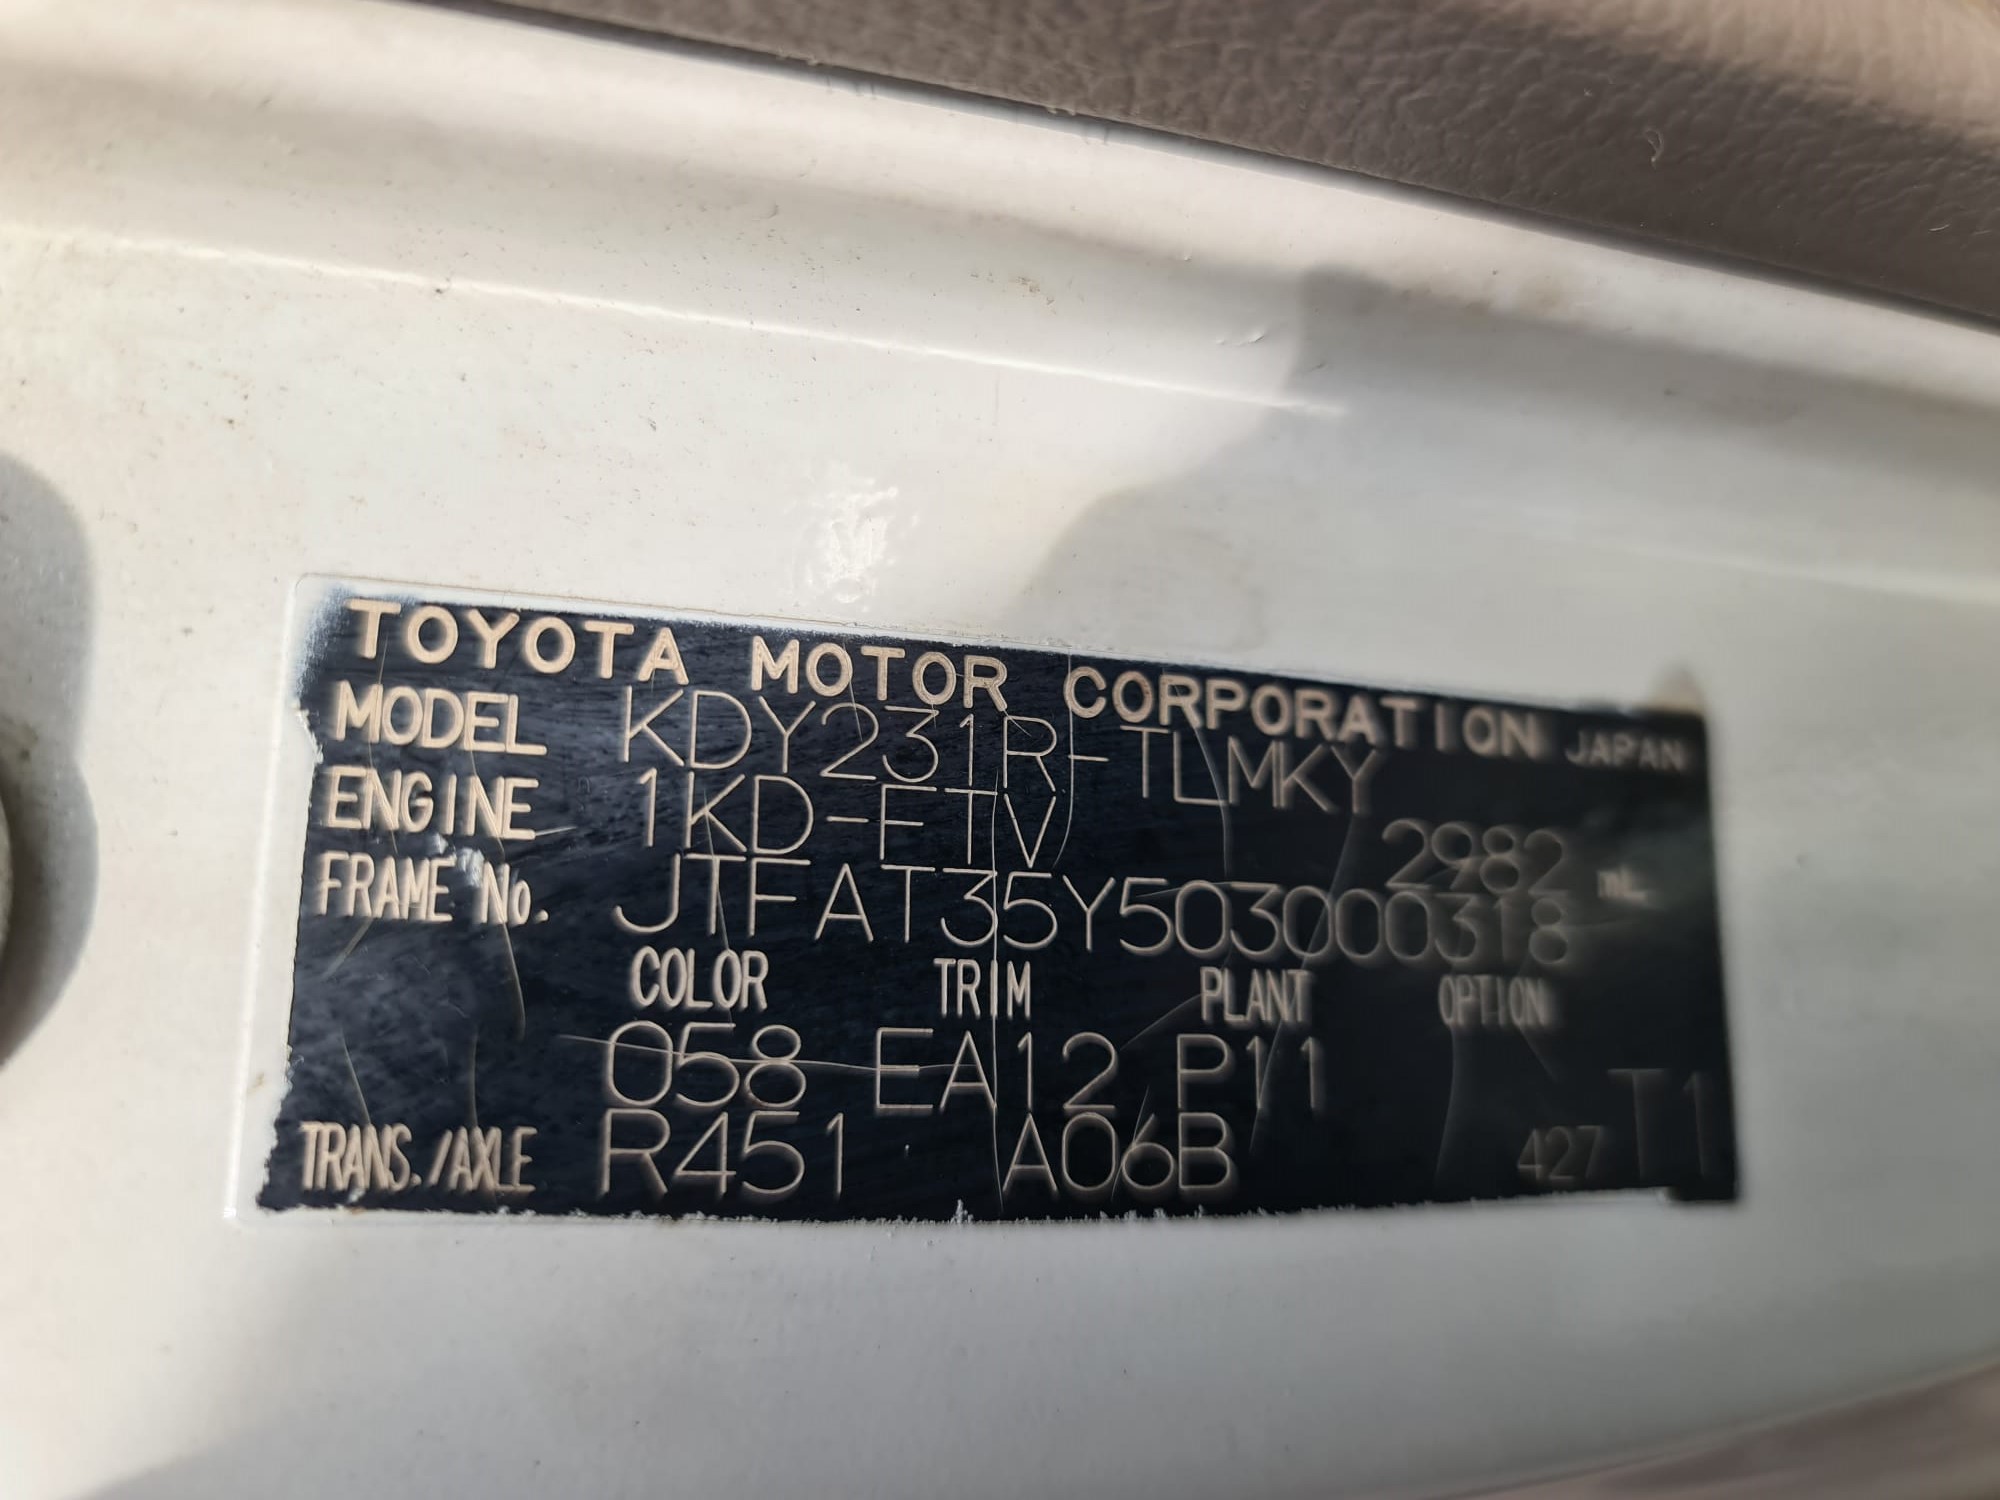 TOYOTA MOTOR CORPORATION JAPAN
MODEL KDY231R-TLMKY
ENGINE 1KD-FTV 2982 mL
FRAME No. JTFAT35Y503000318
COLOR TRIM PLANT OPTION
058 EA12 P11
TRANS./AXLE R451 A06B 427 T1